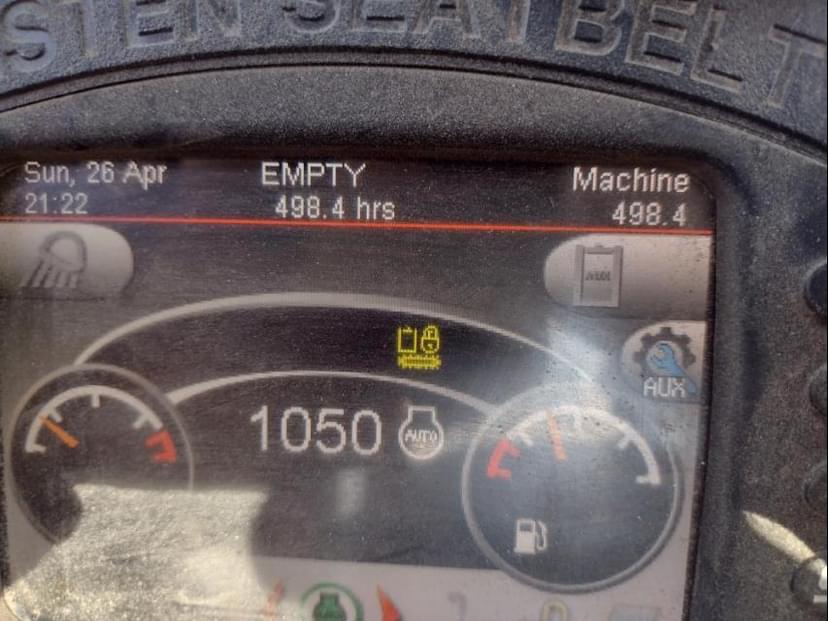 STEN SEATBELT
Sun, 26 Apr
EMPTY
Machine
21:22
498.4 hrs
498.4
AUX
1050
AUTO